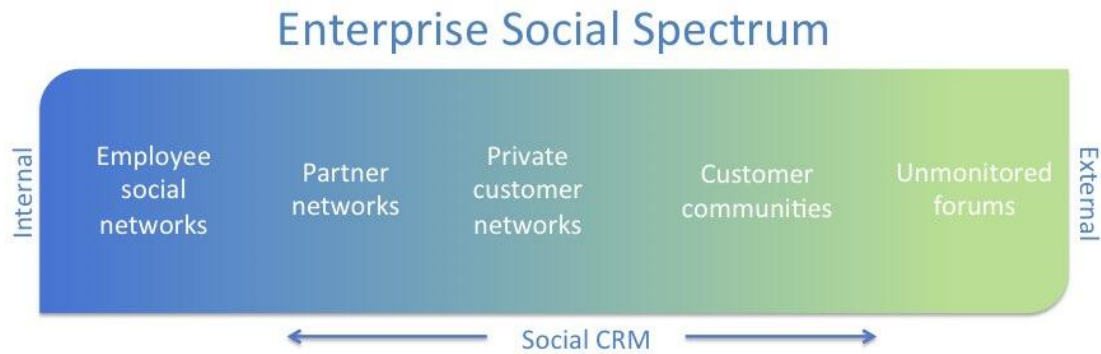 Enterprise Social Spectrum
Internal
Employee
social
networks
Partner
networks
Private
customer
networks
Customer
communities
Unmonitored
forums
External
Social CRM